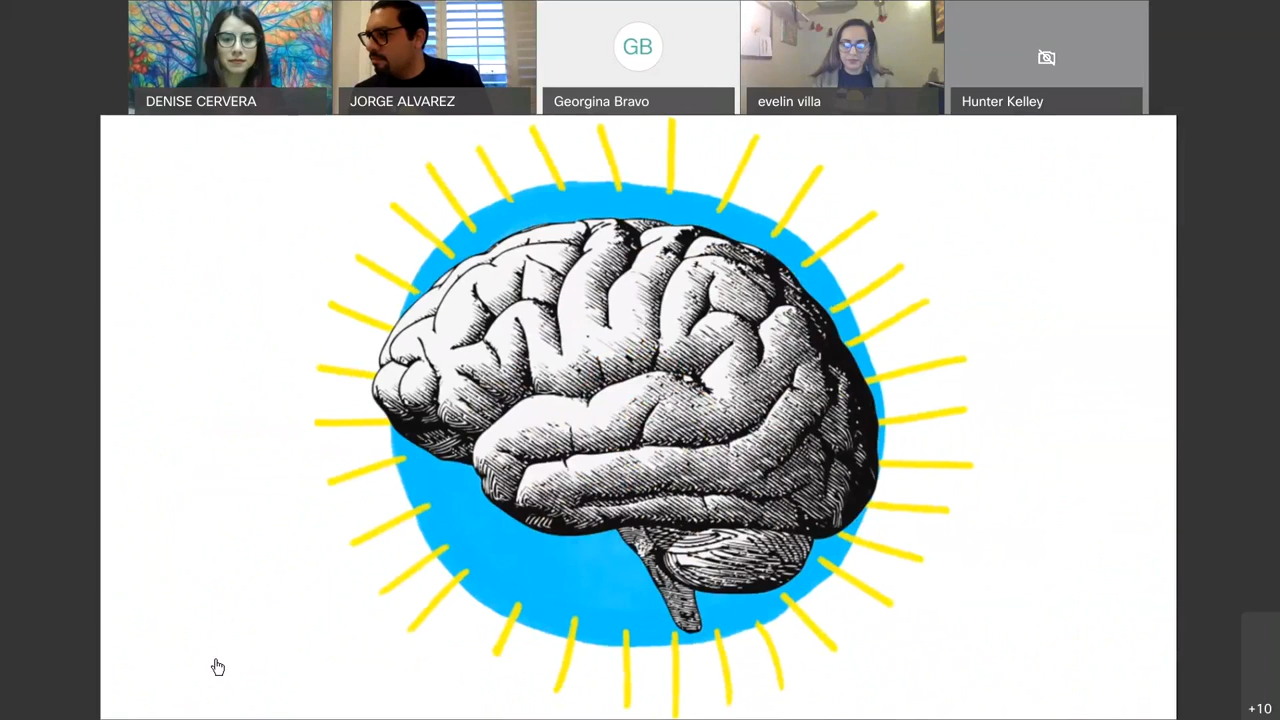 GB
DENISE CERVERA
JORGE ALVAREZ
Georgina Bravo
evelin villa
Hunter Kelley
+10